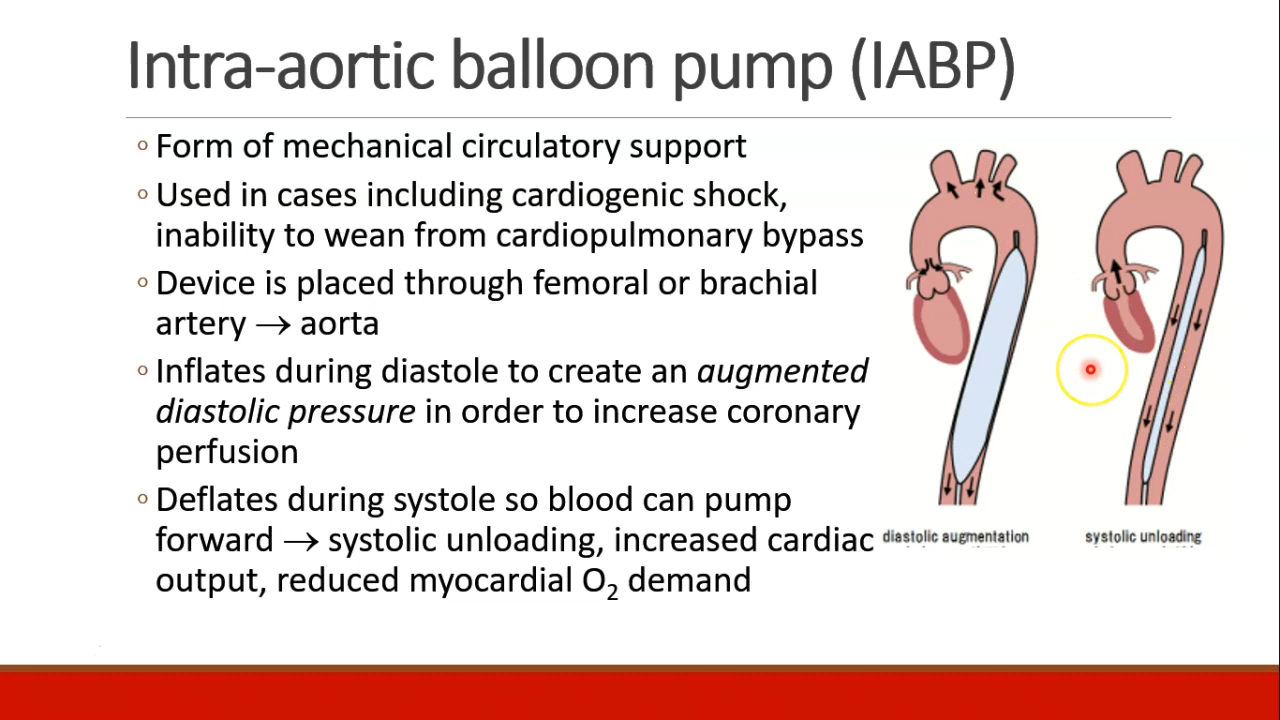 Intra-aortic balloon pump (IABP)
◦ Form of mechanical circulatory support
◦ Used in cases including cardiogenic shock,
inability to wean from cardiopulmonary bypass
◦ Device is placed through femoral or brachial
artery → aorta
◦ Inflates during diastole to create an augmented
diastolic pressure in order to increase coronary
perfusion
◦ Deflates during systole so blood can pump
forward → systolic unloading, increased cardiac
output, reduced myocardial O₂ demand
diastolic augmentation
systolic unloading